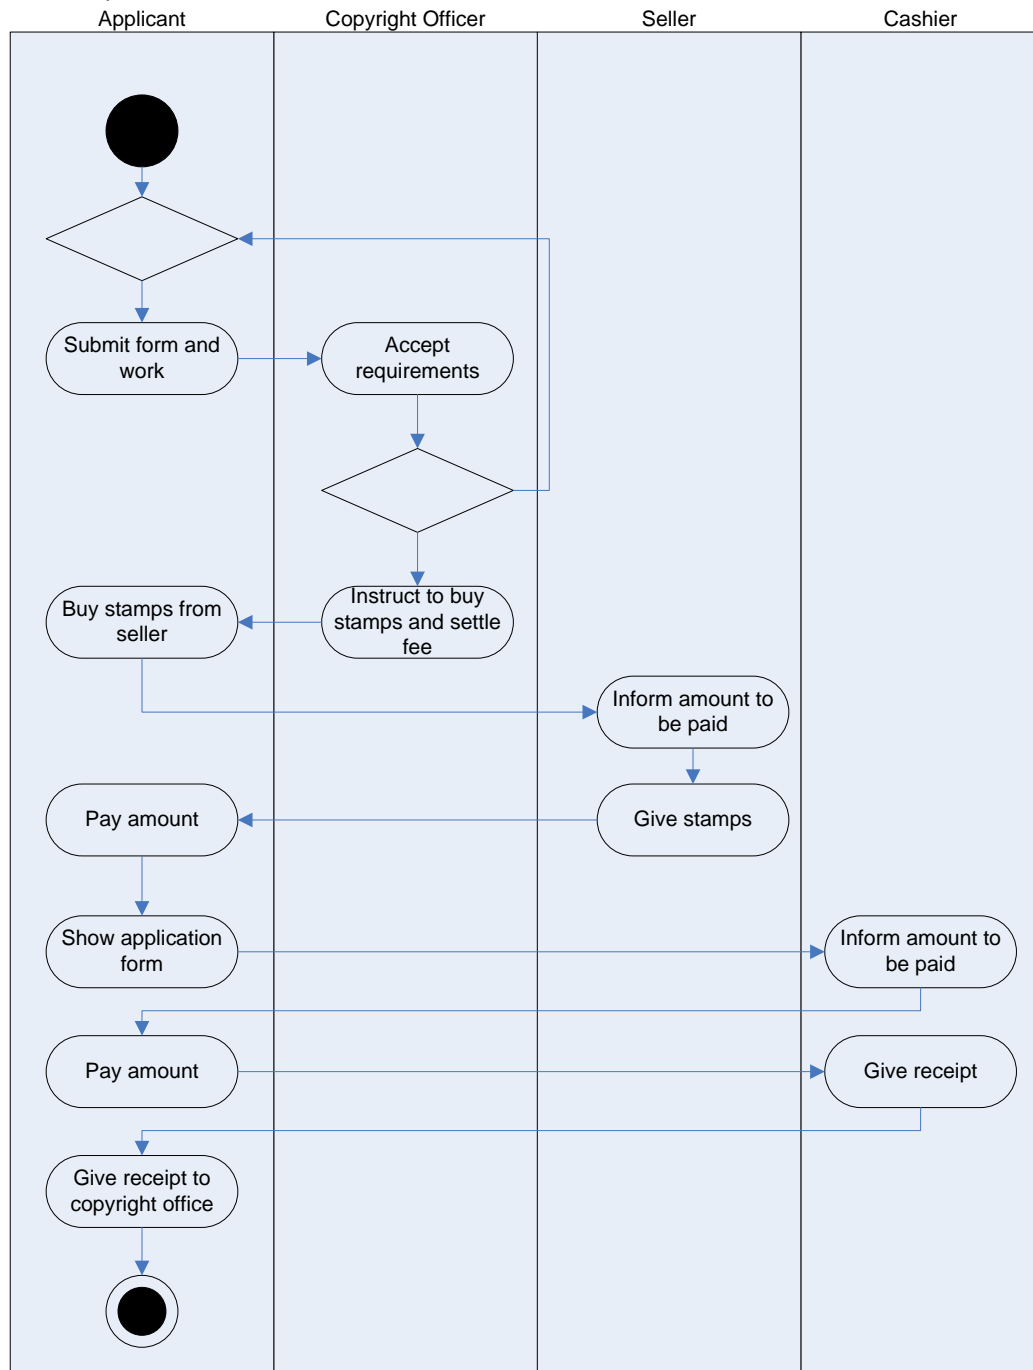 Applicant
Copyright Officer
Seller
Cashier
Submit form and
work
Accept
requirements
Buy stamps from
seller
Instruct to buy
stamps and settle
fee
Inform amount to
be paid
Pay amount
Give stamps
Show application
form
Inform amount to
be paid
Pay amount
Give receipt
Give receipt to
copyright office